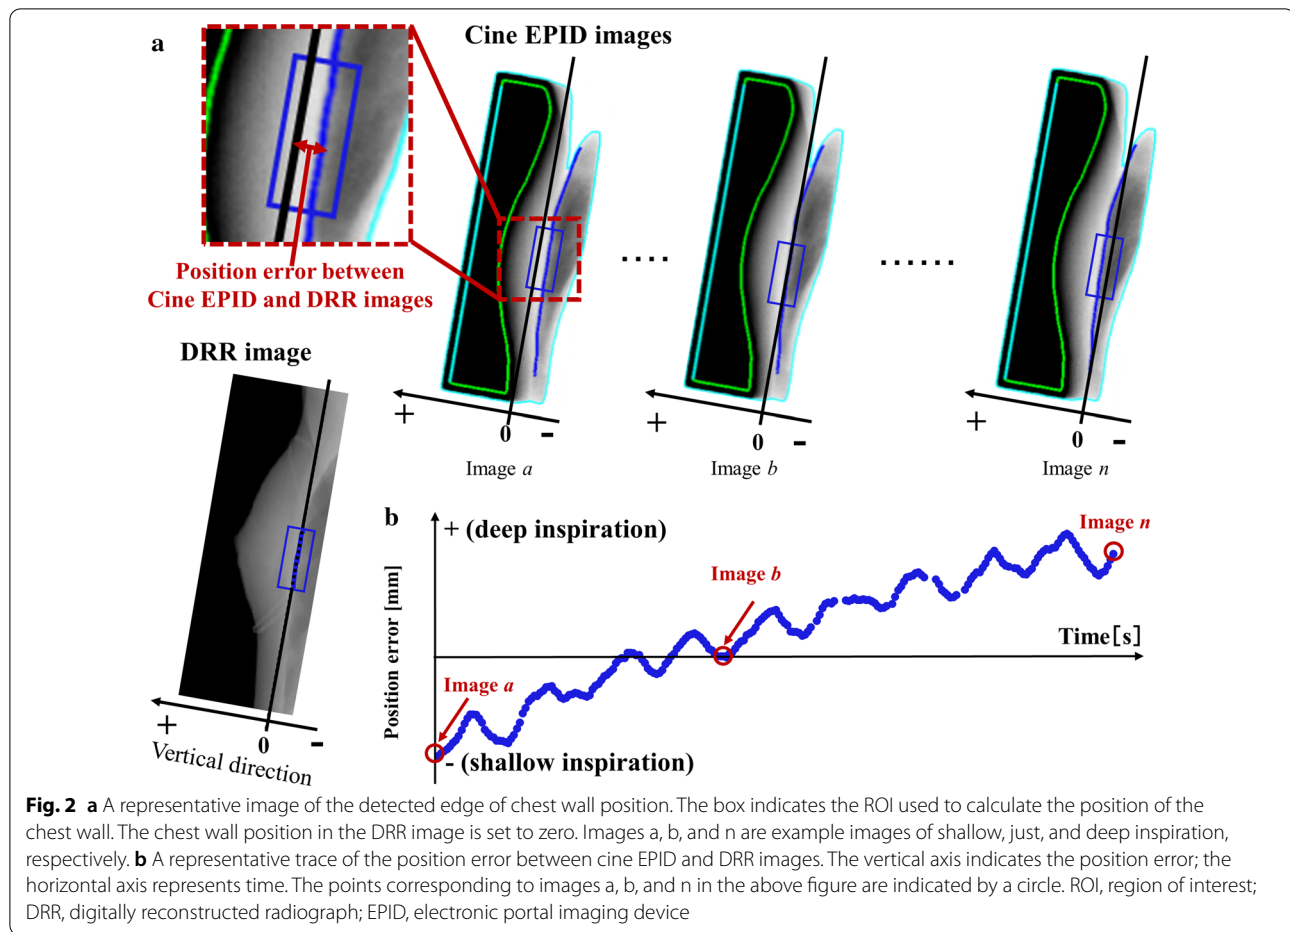 a
Cine EPID images
Position error between
Cine EPID and DRR images
DRR image
.... ......
+ 0 -
Image a
+ 0 -
Image b
+ 0 -
Image n
+ 0 -
Vertical direction
b
+ (deep inspiration)
Image n
Image b
Time[s]
Position error [mm]
Image a
- (shallow inspiration)
Fig. 2 a A representative image of the detected edge of chest wall position. The box indicates the ROI used to calculate the position of the
chest wall. The chest wall position in the DRR image is set to zero. Images a, b, and n are example images of shallow, just, and deep inspiration,
respectively. b A representative trace of the position error between cine EPID and DRR images. The vertical axis indicates the position error; the
horizontal axis represents time. The points corresponding to images a, b, and n in the above figure are indicated by a circle. ROI, region of interest;
DRR, digitally reconstructed radiograph; EPID, electronic portal imaging device